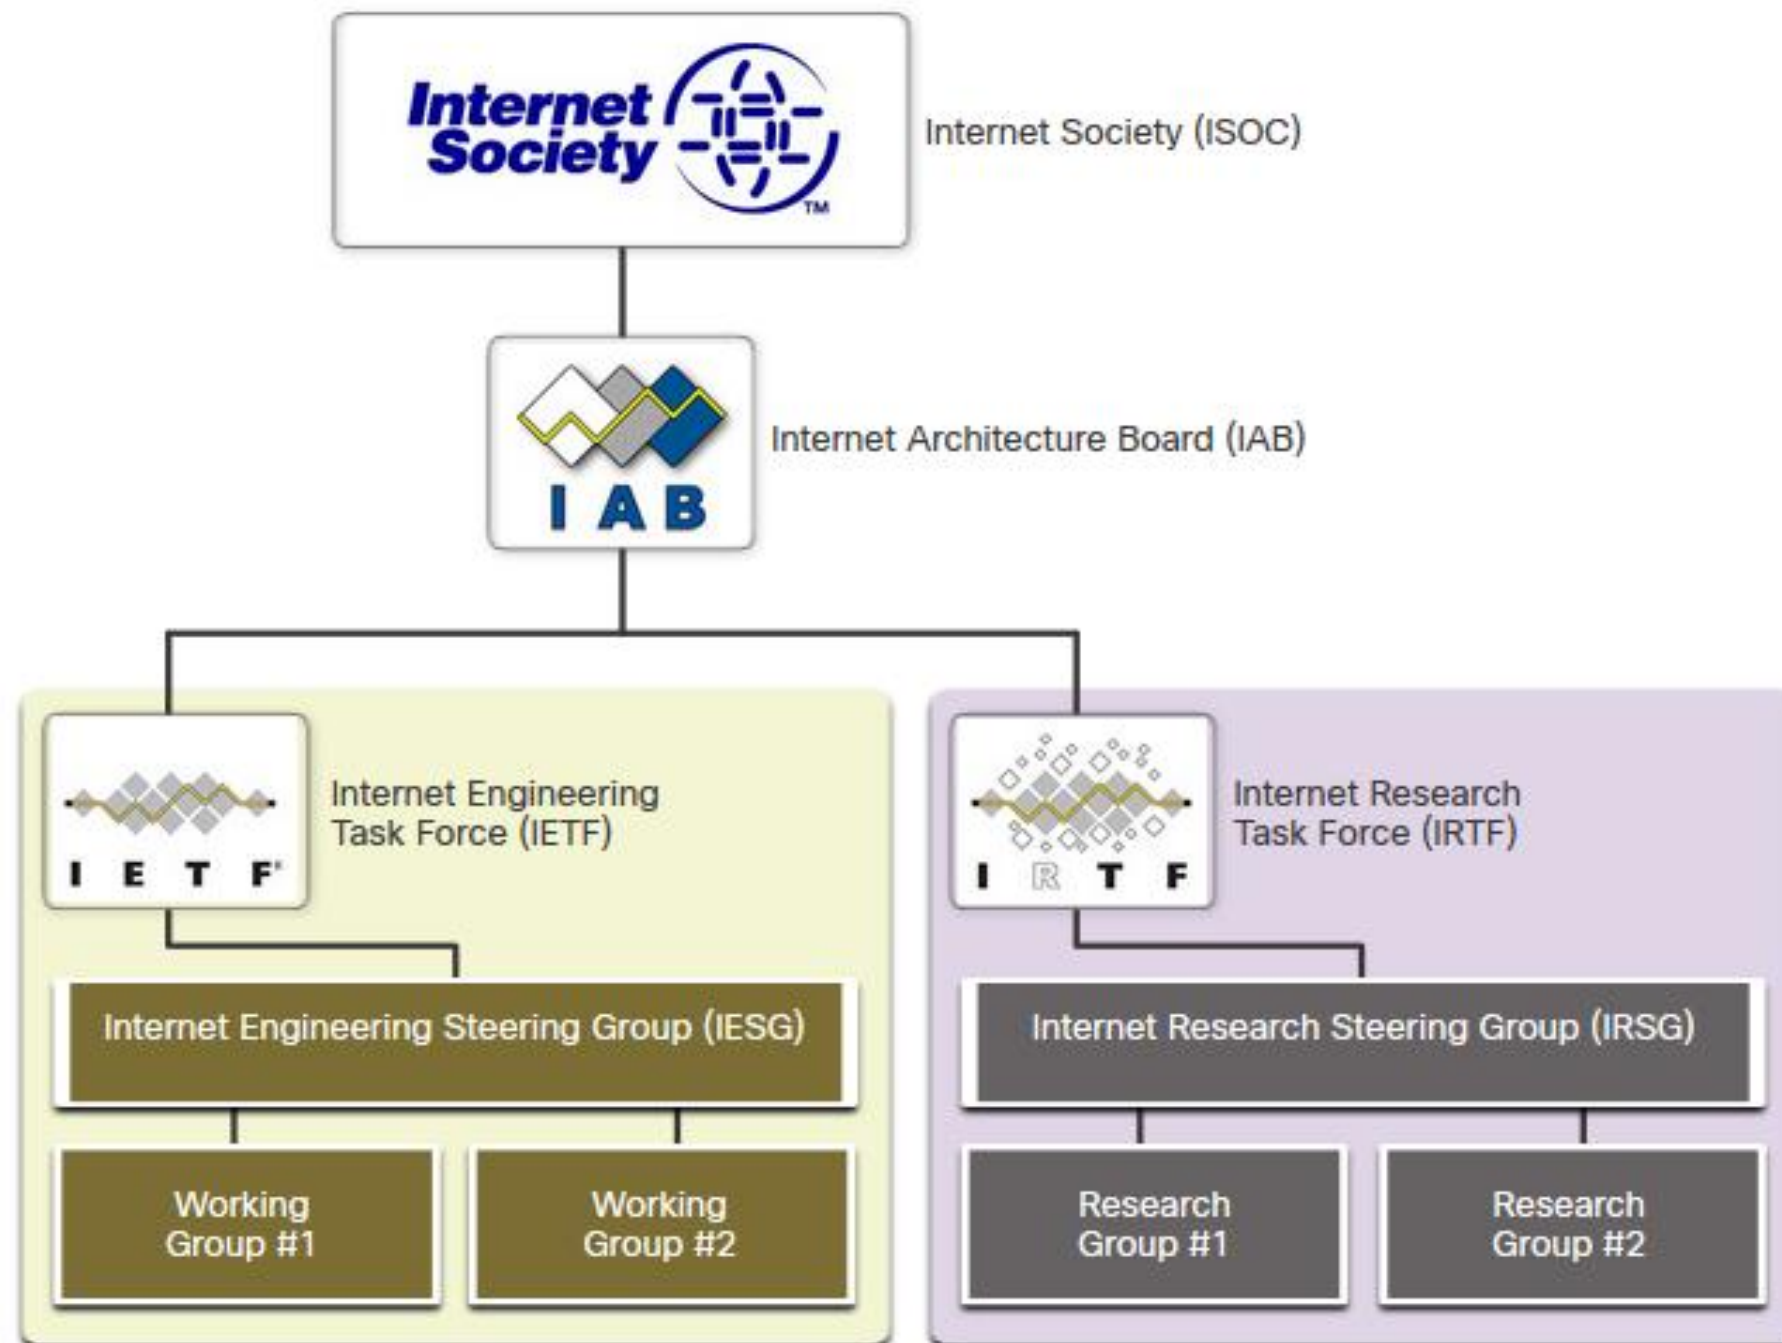 Internet
Society
TM
Internet Society (ISOC)
I A B
Internet Architecture Board (IAB)
I E T F®
Internet Engineering
Task Force (IETF)
I R T F
Internet Research
Task Force (IRTF)
Internet Engineering Steering Group (IESG)
Internet Research Steering Group (IRSG)
Working
Group #1
Working
Group #2
Research
Group #1
Research
Group #2